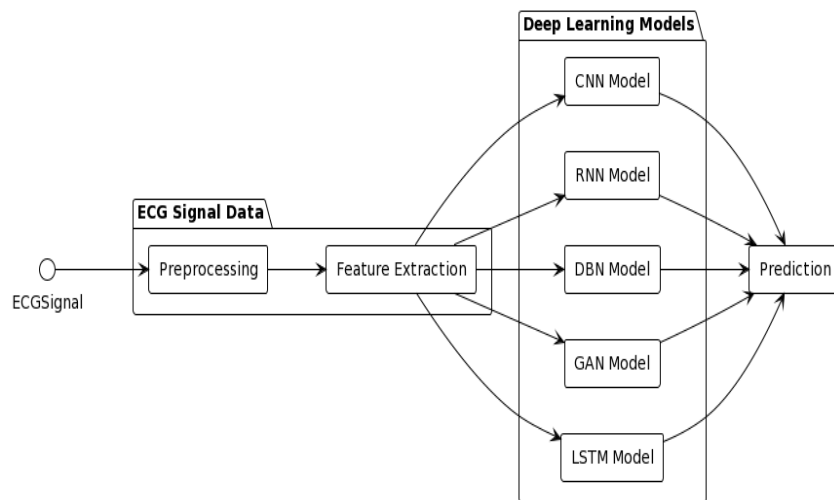 Deep Learning Models
CNN Model
RNN Model
ECG Signal Data
Preprocessing
Feature Extraction
DBN Model
Prediction
ECGSignal
GAN Model
LSTM Model